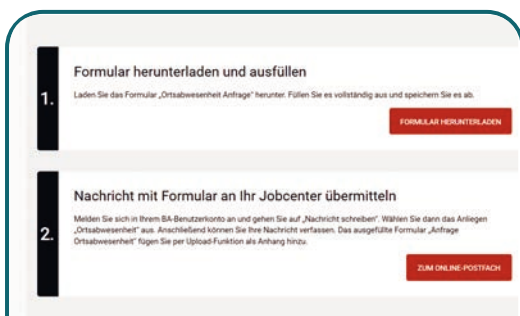 1.
Formular herunterladen und ausfüllen
Laden Sie das Formular „Ortsabwesenheit Anfrage" herunter. Füllen Sie es vollständig aus und speichern Sie es ab.
FORMULAR HERUNTERLADEN
2.
Nachricht mit Formular an Ihr Jobcenter übermitteln
Melden Sie sich in Ihrem BA-Benutzerkonto an und gehen Sie auf „Nachricht schreiben". Wählen Sie dann das Anliegen
„Ortsabwesenheit" aus. Anschließend können Sie Ihre Nachricht verfassen. Das ausgefüllte Formular „Anfrage
Ortsabwesenheit" fügen Sie per Upload-Funktion als Anhang hinzu.
ZUM ONLINE-POSTFACH